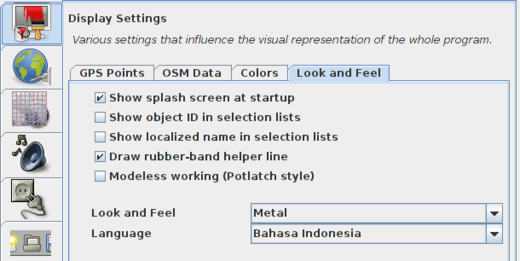 Display Settings
Various settings that influence the visual representation of the whole program.
GPS Points OSM Data Colors Look and Feel
Show splash screen at startup
Show object ID in selection lists
Show localized name in selection lists
Draw rubber-band helper line
Modeless working (Potlatch style)
Look and Feel Metal
Language Bahasa Indonesia